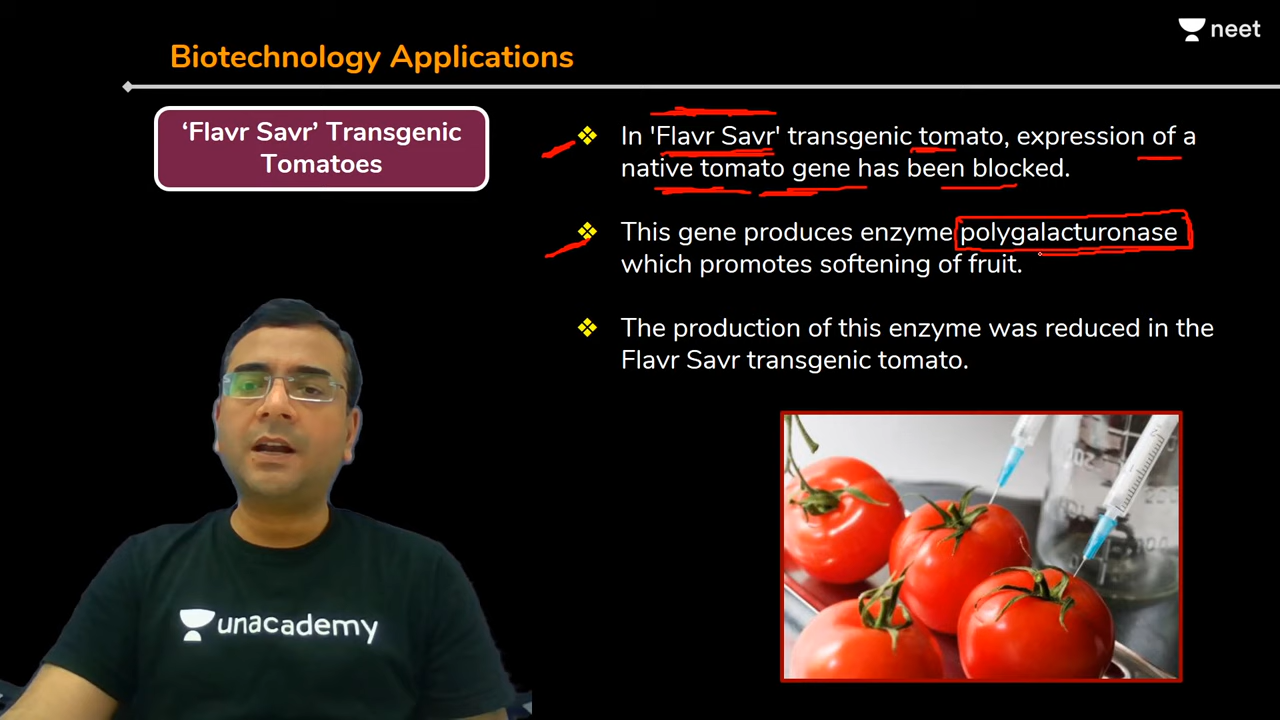 neet
Biotechnology Applications
‘Flavr Savr’ Transgenic
Tomatoes
❖ In 'Flavr Savr' transgenic tomato, expression of a
native tomato gene has been blocked.
❖ This gene produces enzyme polygalacturonase
which promotes softening of fruit.
❖ The production of this enzyme was reduced in the
Flavr Savr transgenic tomato.
unacademy